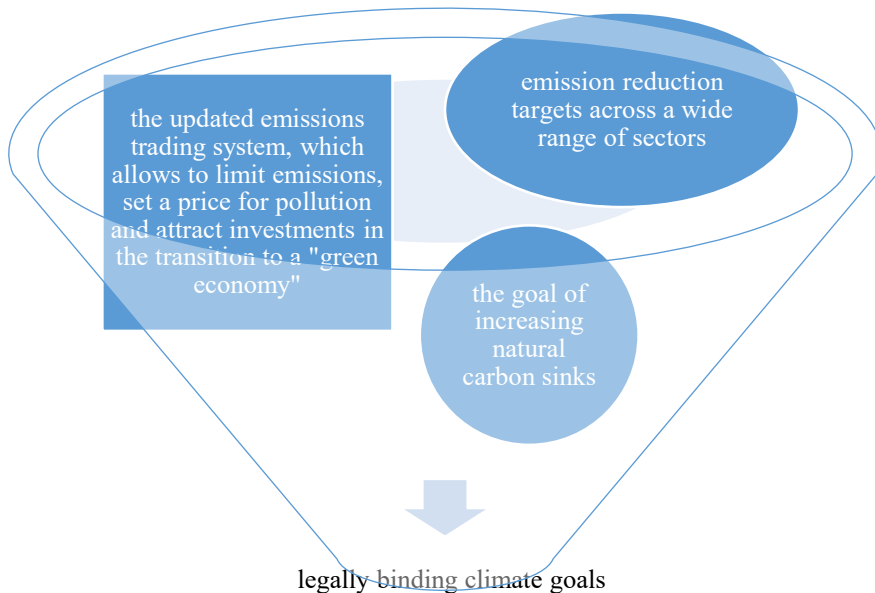 the updated emissions
trading system, which
allows to limit emissions,
set a price for pollution
and attract investments in
the transition to a "green
economy"
emission reduction
targets across a wide
range of sectors
the goal of
increasing
natural
carbon sinks
legally binding climate goals